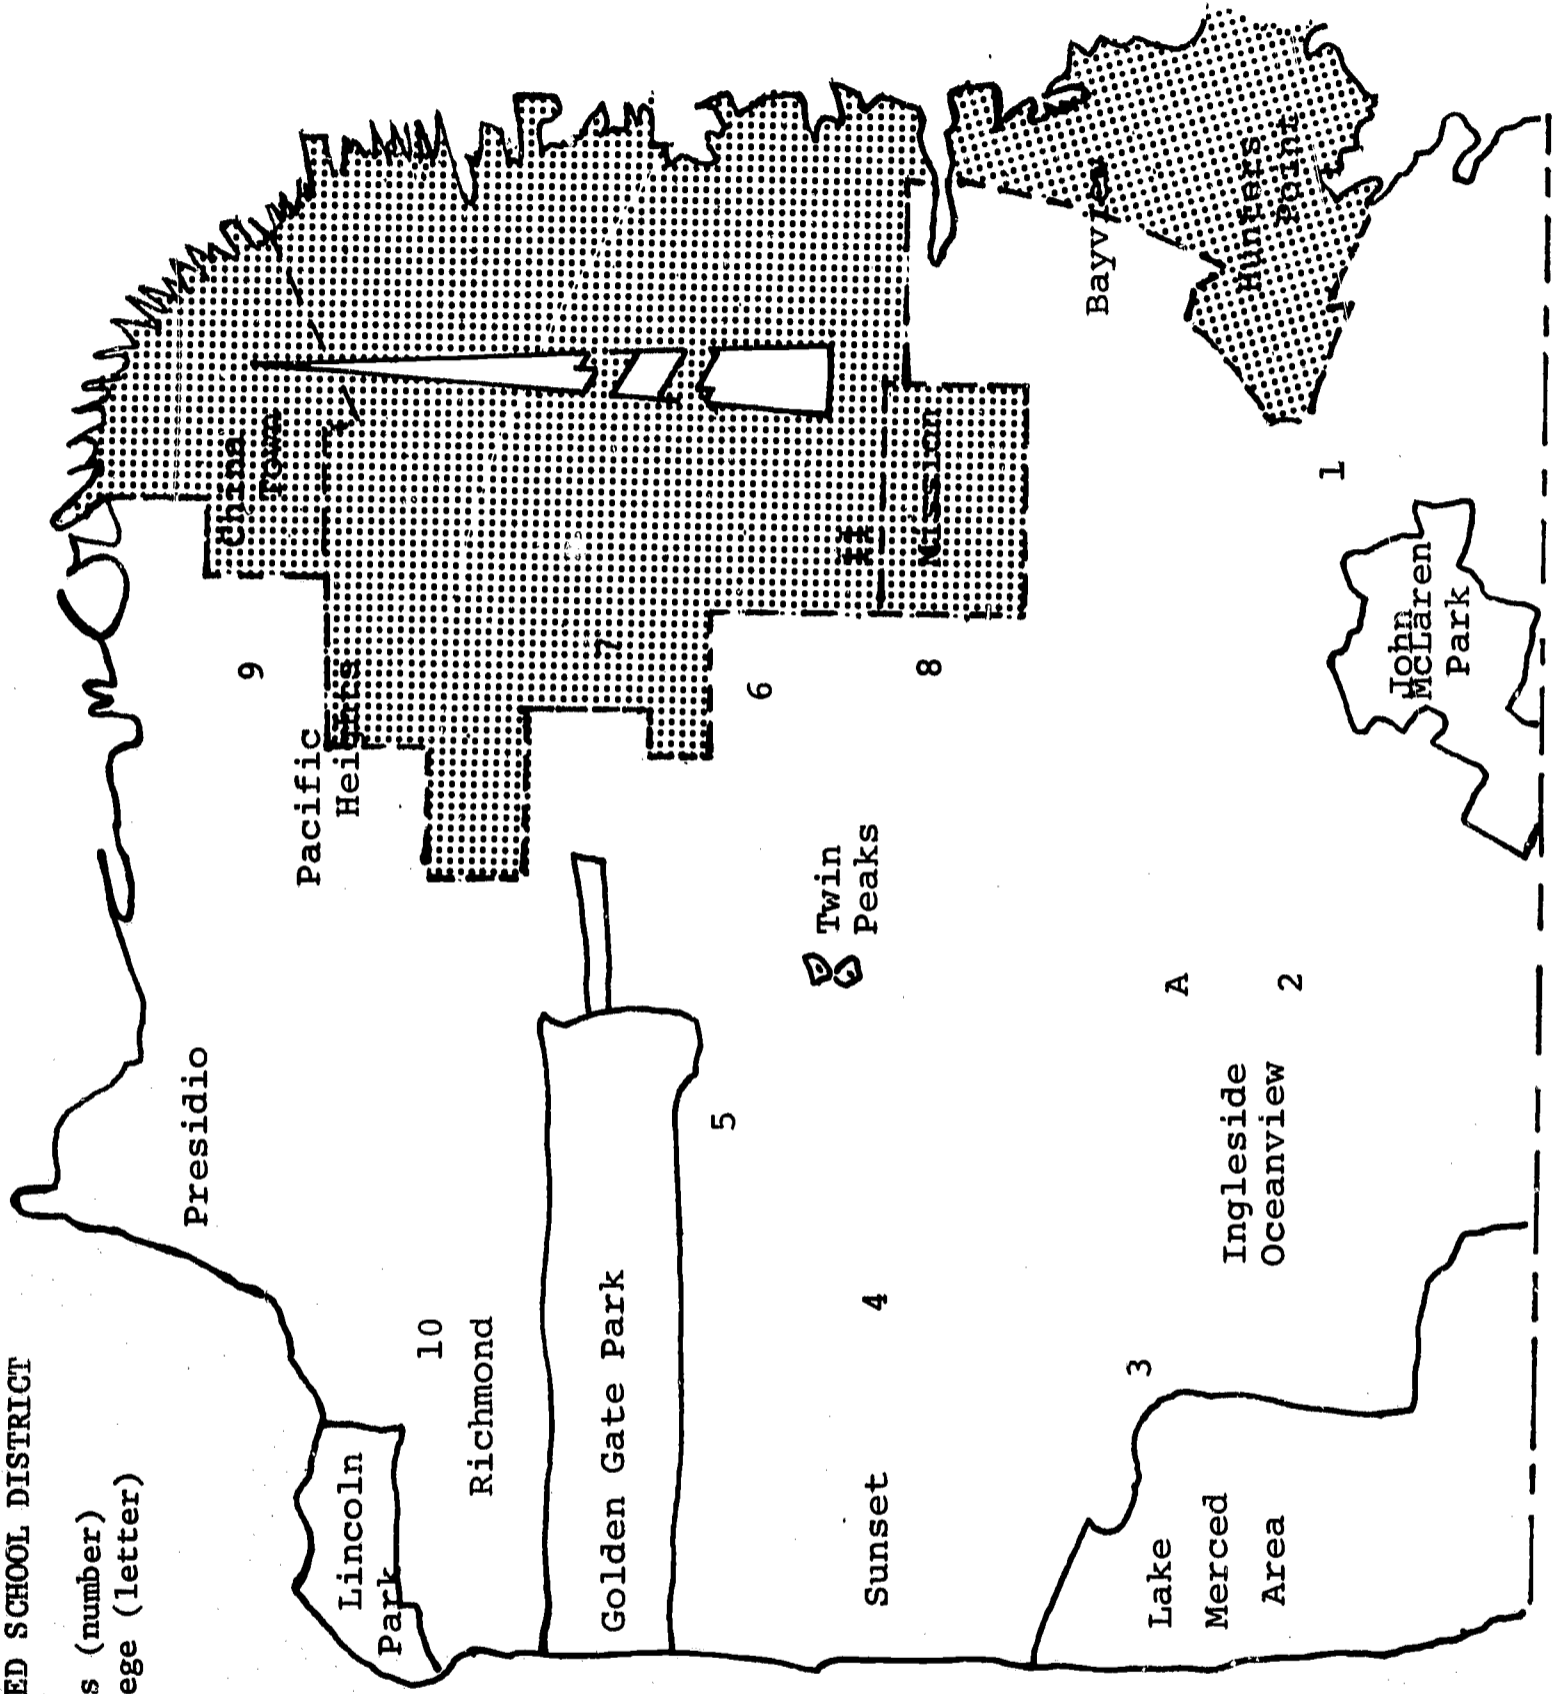 ED SCHOOL DISTRICT
s (number)
ege (letter)
Presidio
Lincoln
Park
10
Richmond
Golden Gate Park
Pacific
Heights
9
China
Town
7
6
5
Twin
Peaks
4
Sunset
8
Mission
Bayview
Hunters
Point
1
John
McLaren
Park
A
2
Ingleside
Oceanview
3
Lake
Merced
Area